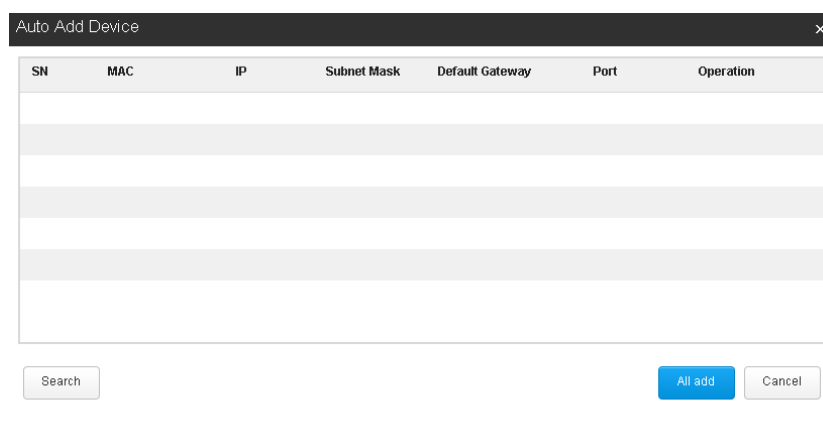 Auto Add Device x
SN MAC IP Subnet Mask Default Gateway Port Operation
Search All add Cancel